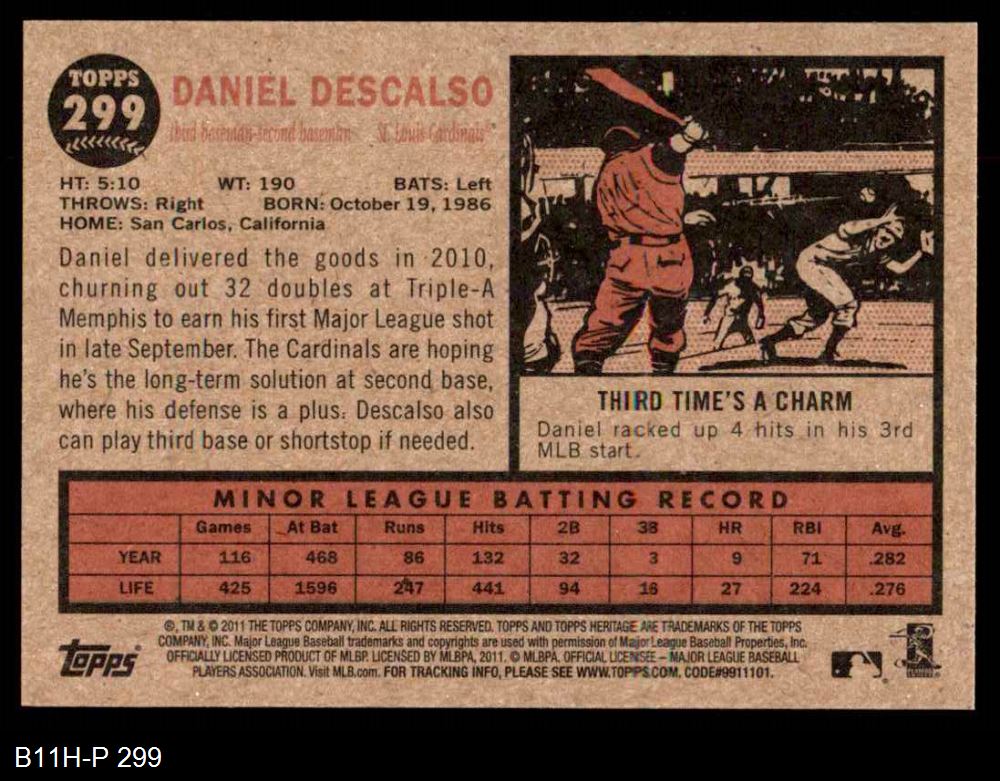 TOPPS
299
DANIEL DESCALSO
third baseman-second baseman St. Louis Cardinals®
HT: 5:10 WT: 190 BATS: Left
THROWS: Right BORN: October 19, 1986
HOME: San Carlos, California
Daniel delivered the goods in 2010,
churning out 32 doubles at Triple-A
Memphis to earn his first Major League shot
in late September. The Cardinals are hoping
he's the long-term solution at second base,
where his defense is a plus. Descalso also
can play third base or shortstop if needed.
THIRD TIME'S A CHARM
Daniel racked up 4 hits in his 3rd
MLB start.
MINOR LEAGUE BATTING RECORD
Games At Bat Runs Hits 2B 3B HR RBI Avg.
YEAR 116 468 86 132 32 3 9 71 .282
LIFE 425 1596 247 441 94 16 27 224 .276
®, TM & © 2011 THE TOPPS COMPANY, INC. ALL RIGHTS RESERVED. TOPPS AND TOPPS HERITAGE ARE TRADEMARKS OF THE TOPPS
COMPANY, INC. Major League Baseball trademarks and copyrights are used with permission of Major League Baseball Properties, Inc.
OFFICIALLY LICENSED PRODUCT OF MLBP. LICENSED BY MLBPA, 2011. © MLBPA. OFFICIAL LICENSEE – MAJOR LEAGUE BASEBALL
PLAYERS ASSOCIATION. Visit MLB.com. FOR TRACKING INFO, PLEASE SEE WWW.TOPPS.COM. CODE#9911101.
Topps
B11H-P 299